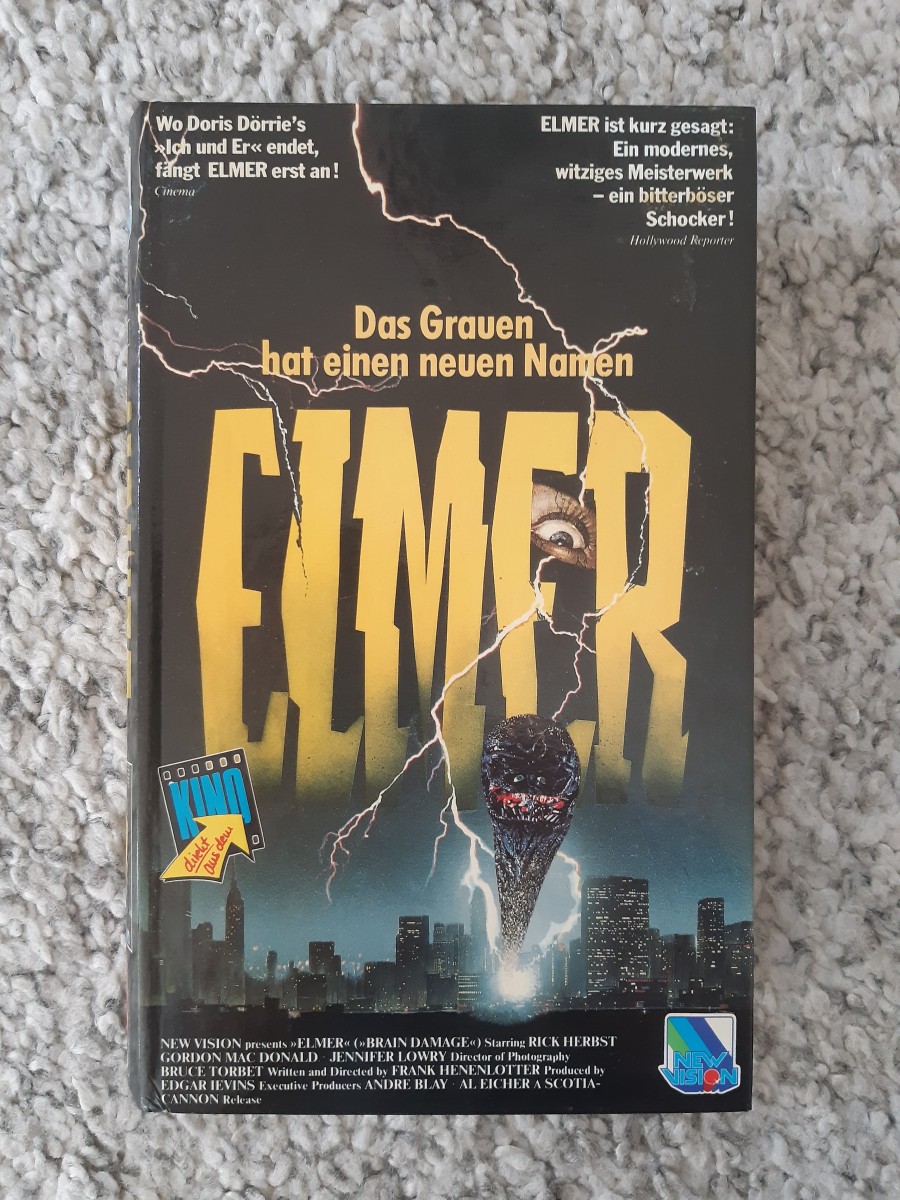 Wo Doris Dörrie's
»Ich und Er« endet,
fängt ELMER erst an!
Cinema
ELMER ist kurz gesagt:
Ein modernes,
witziges Meisterwerk
– ein bitterböser
Schocker!
Hollywood Reporter
Das Grauen
hat einen neuen Namen
ELMER
KINO
direkt
aus dem
NEW VISION presents »ELMER« (»BRAIN DAMAGE«) Starring RICK HERBST
GORDON MAC DONALD · JENNIFER LOWRY Director of Photography
BRUCE TORBET Written and Directed by FRANK HENENLOTTER Produced by
EDGAR IEVINS Executive Producers ANDRE BLAY · AL EICHER A SCOTIA-
CANNON Release
NEW
VISION